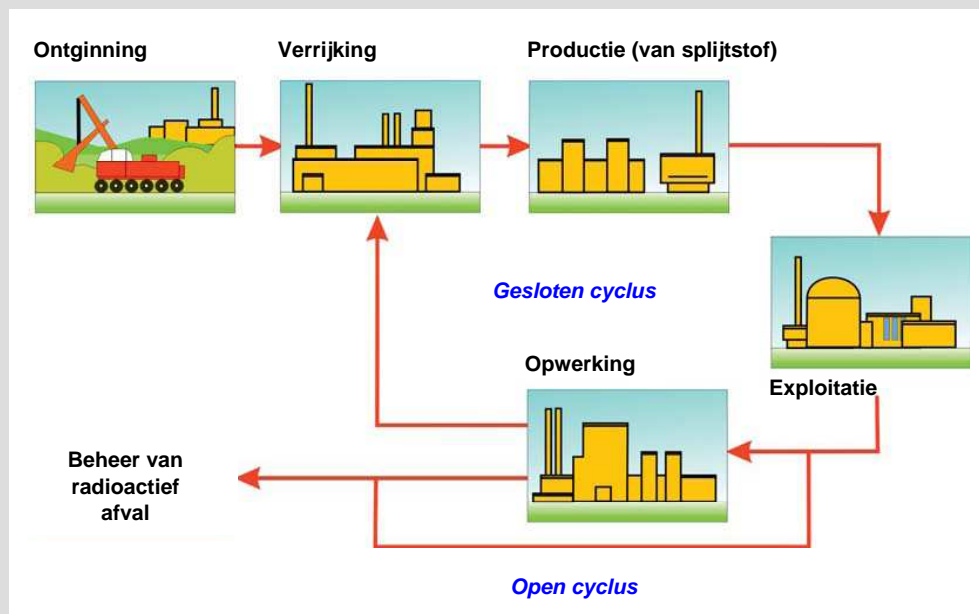 Ontginning
Verrijking
Productie (van splijtstof)
Gesloten cyclus
Opwerking
Exploitatie
Beheer van
radioactief
afval
Open cyclus